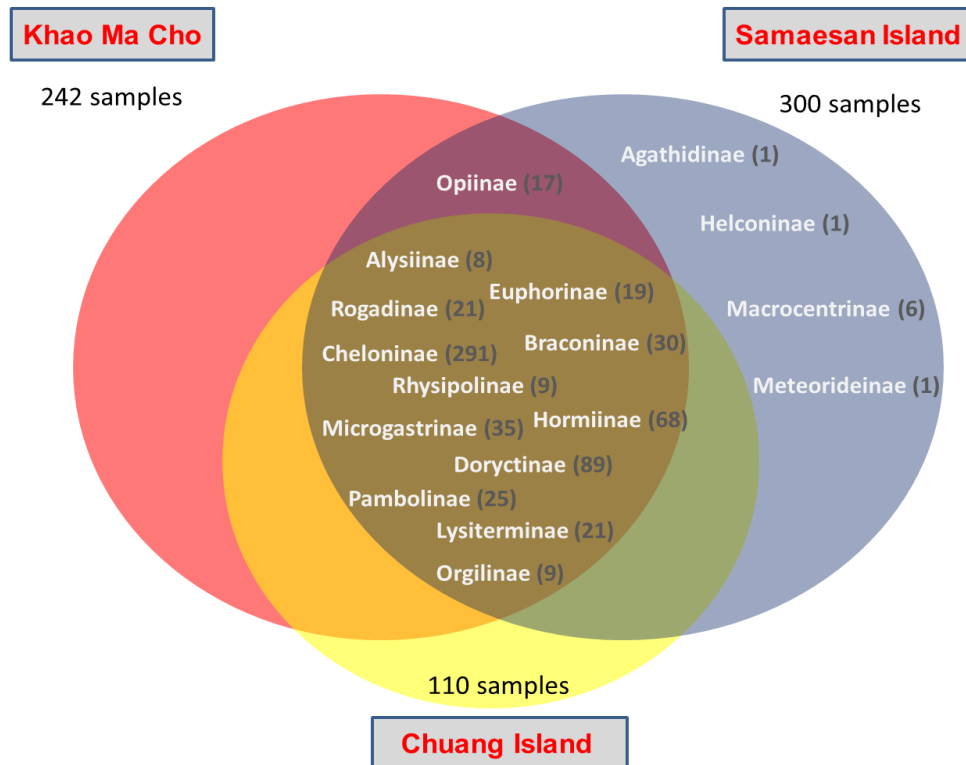 Khao Ma Cho
Samaesan Island
242 samples
300 samples
Agathidinae (1)
Opiinae (17)
Helconinae (1)
Alysiinae (8)
Euphorinae (19)
Rogadinae (21)
Macrocentrinae (6)
Braconinae (30)
Cheloninae (291)
Rhysipolinae (9)
Meteorideinae (1)
Hormiinae (68)
Microgastrinae (35)
Doryctinae (89)
Pambolinae (25)
Lysiterminae (21)
Orgilinae (9)
110 samples
Chuang Island